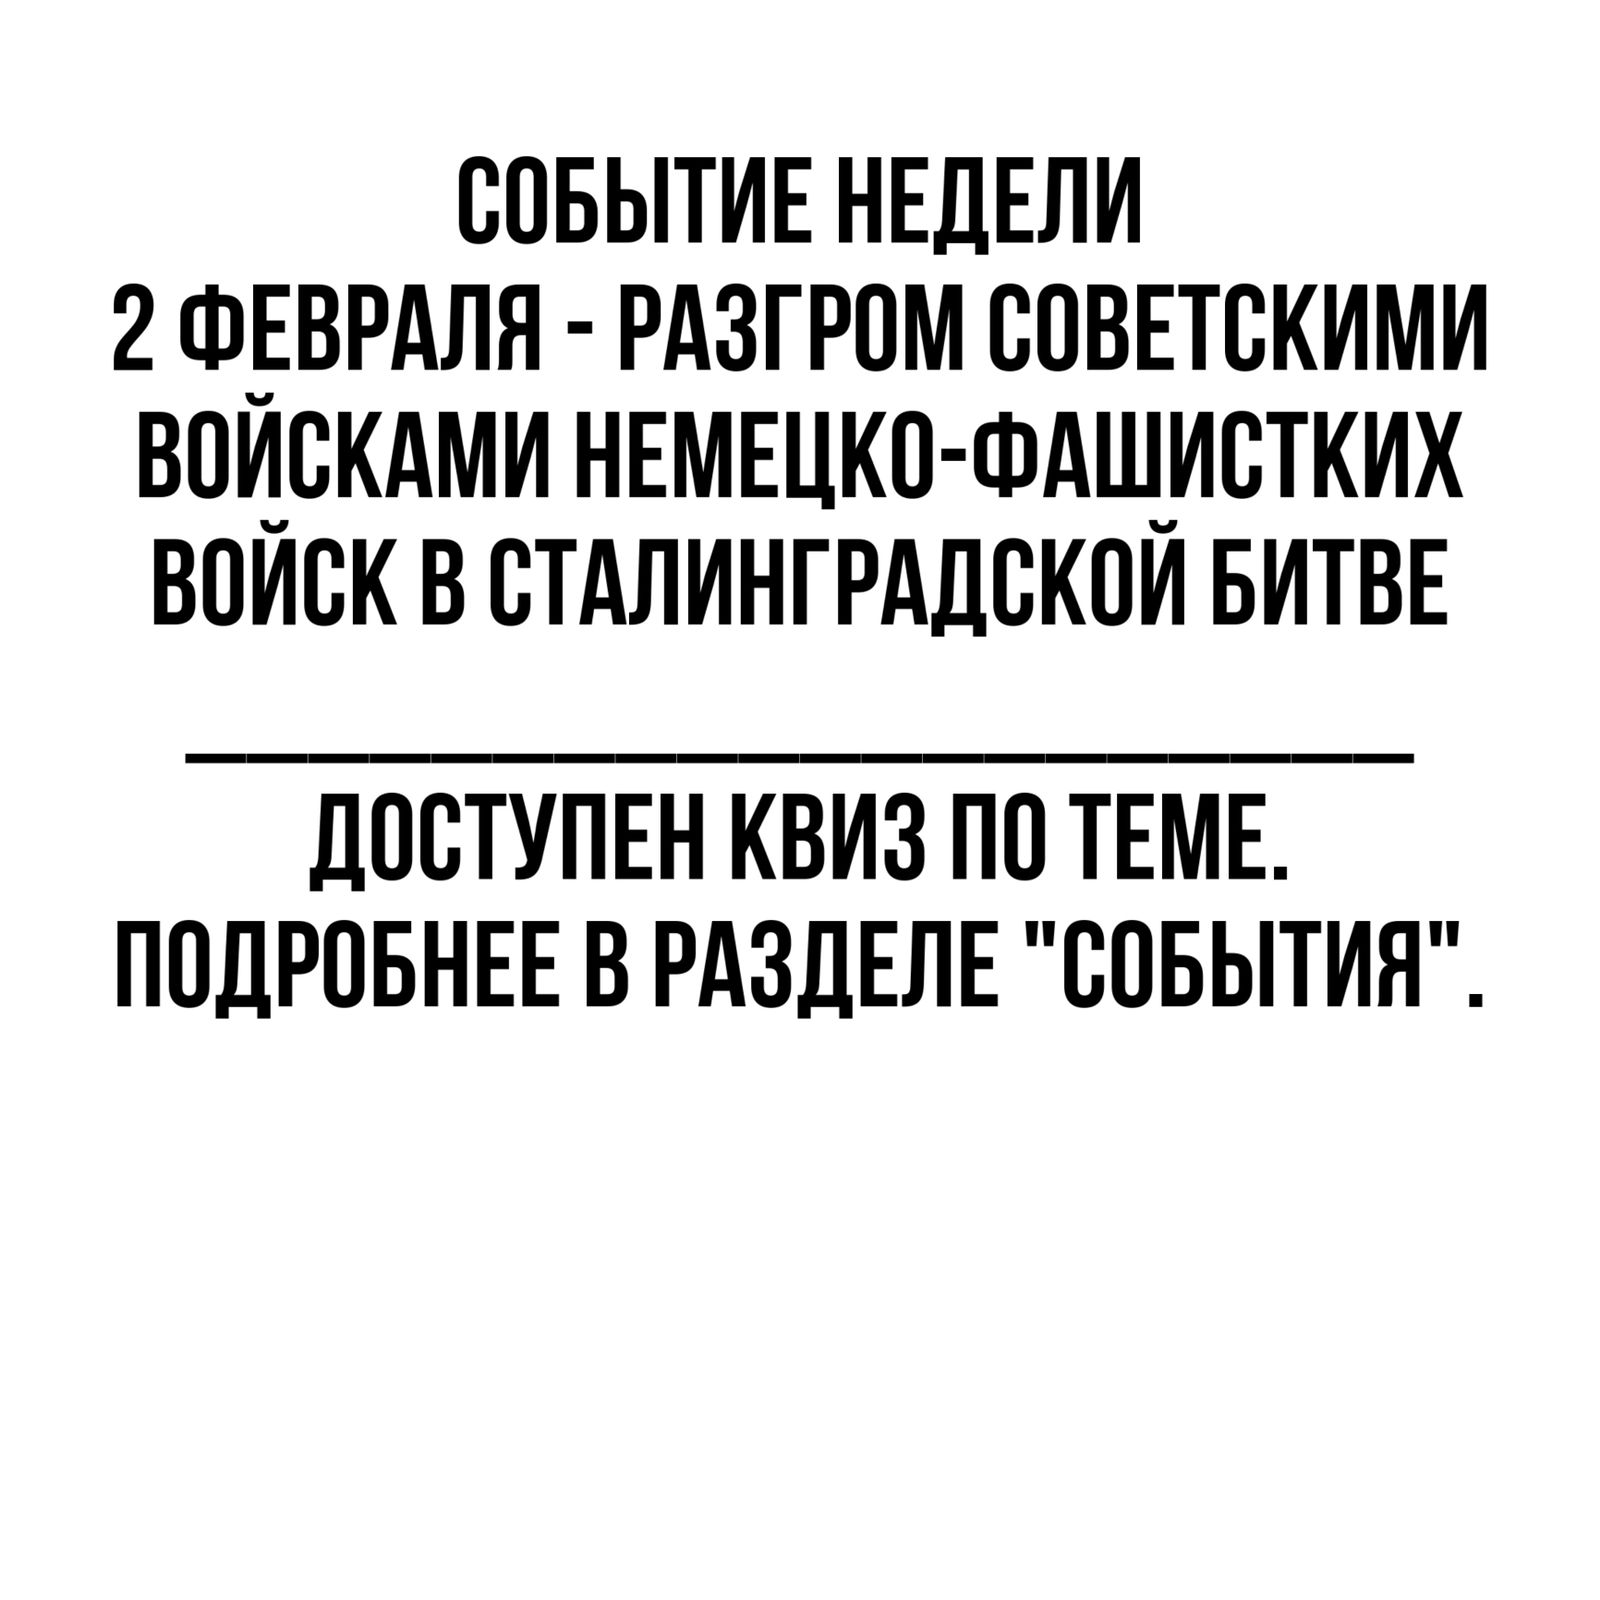 СОБЫТИЕ НЕДЕЛИ
2 ФЕВРАЛЯ - РАЗГРОМ СОВЕТСКИМИ
ВОЙСКАМИ НЕМЕЦКО-ФАШИСТКИХ
ВОЙСК В СТАЛИНГРАДСКОЙ БИТВЕ
____________________
ДОСТУПЕН КВИЗ ПО ТЕМЕ.
ПОДРОБНЕЕ В РАЗДЕЛЕ "СОБЫТИЯ".